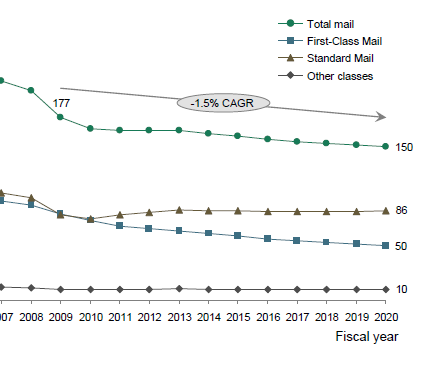 Total mail
First-Class Mail
Standard Mail
Other classes
177
-1.5% CAGR
150
86
50
10
07 2008 2009 2010 2011 2012 2013 2014 2015 2016 2017 2018 2019 2020
Fiscal year